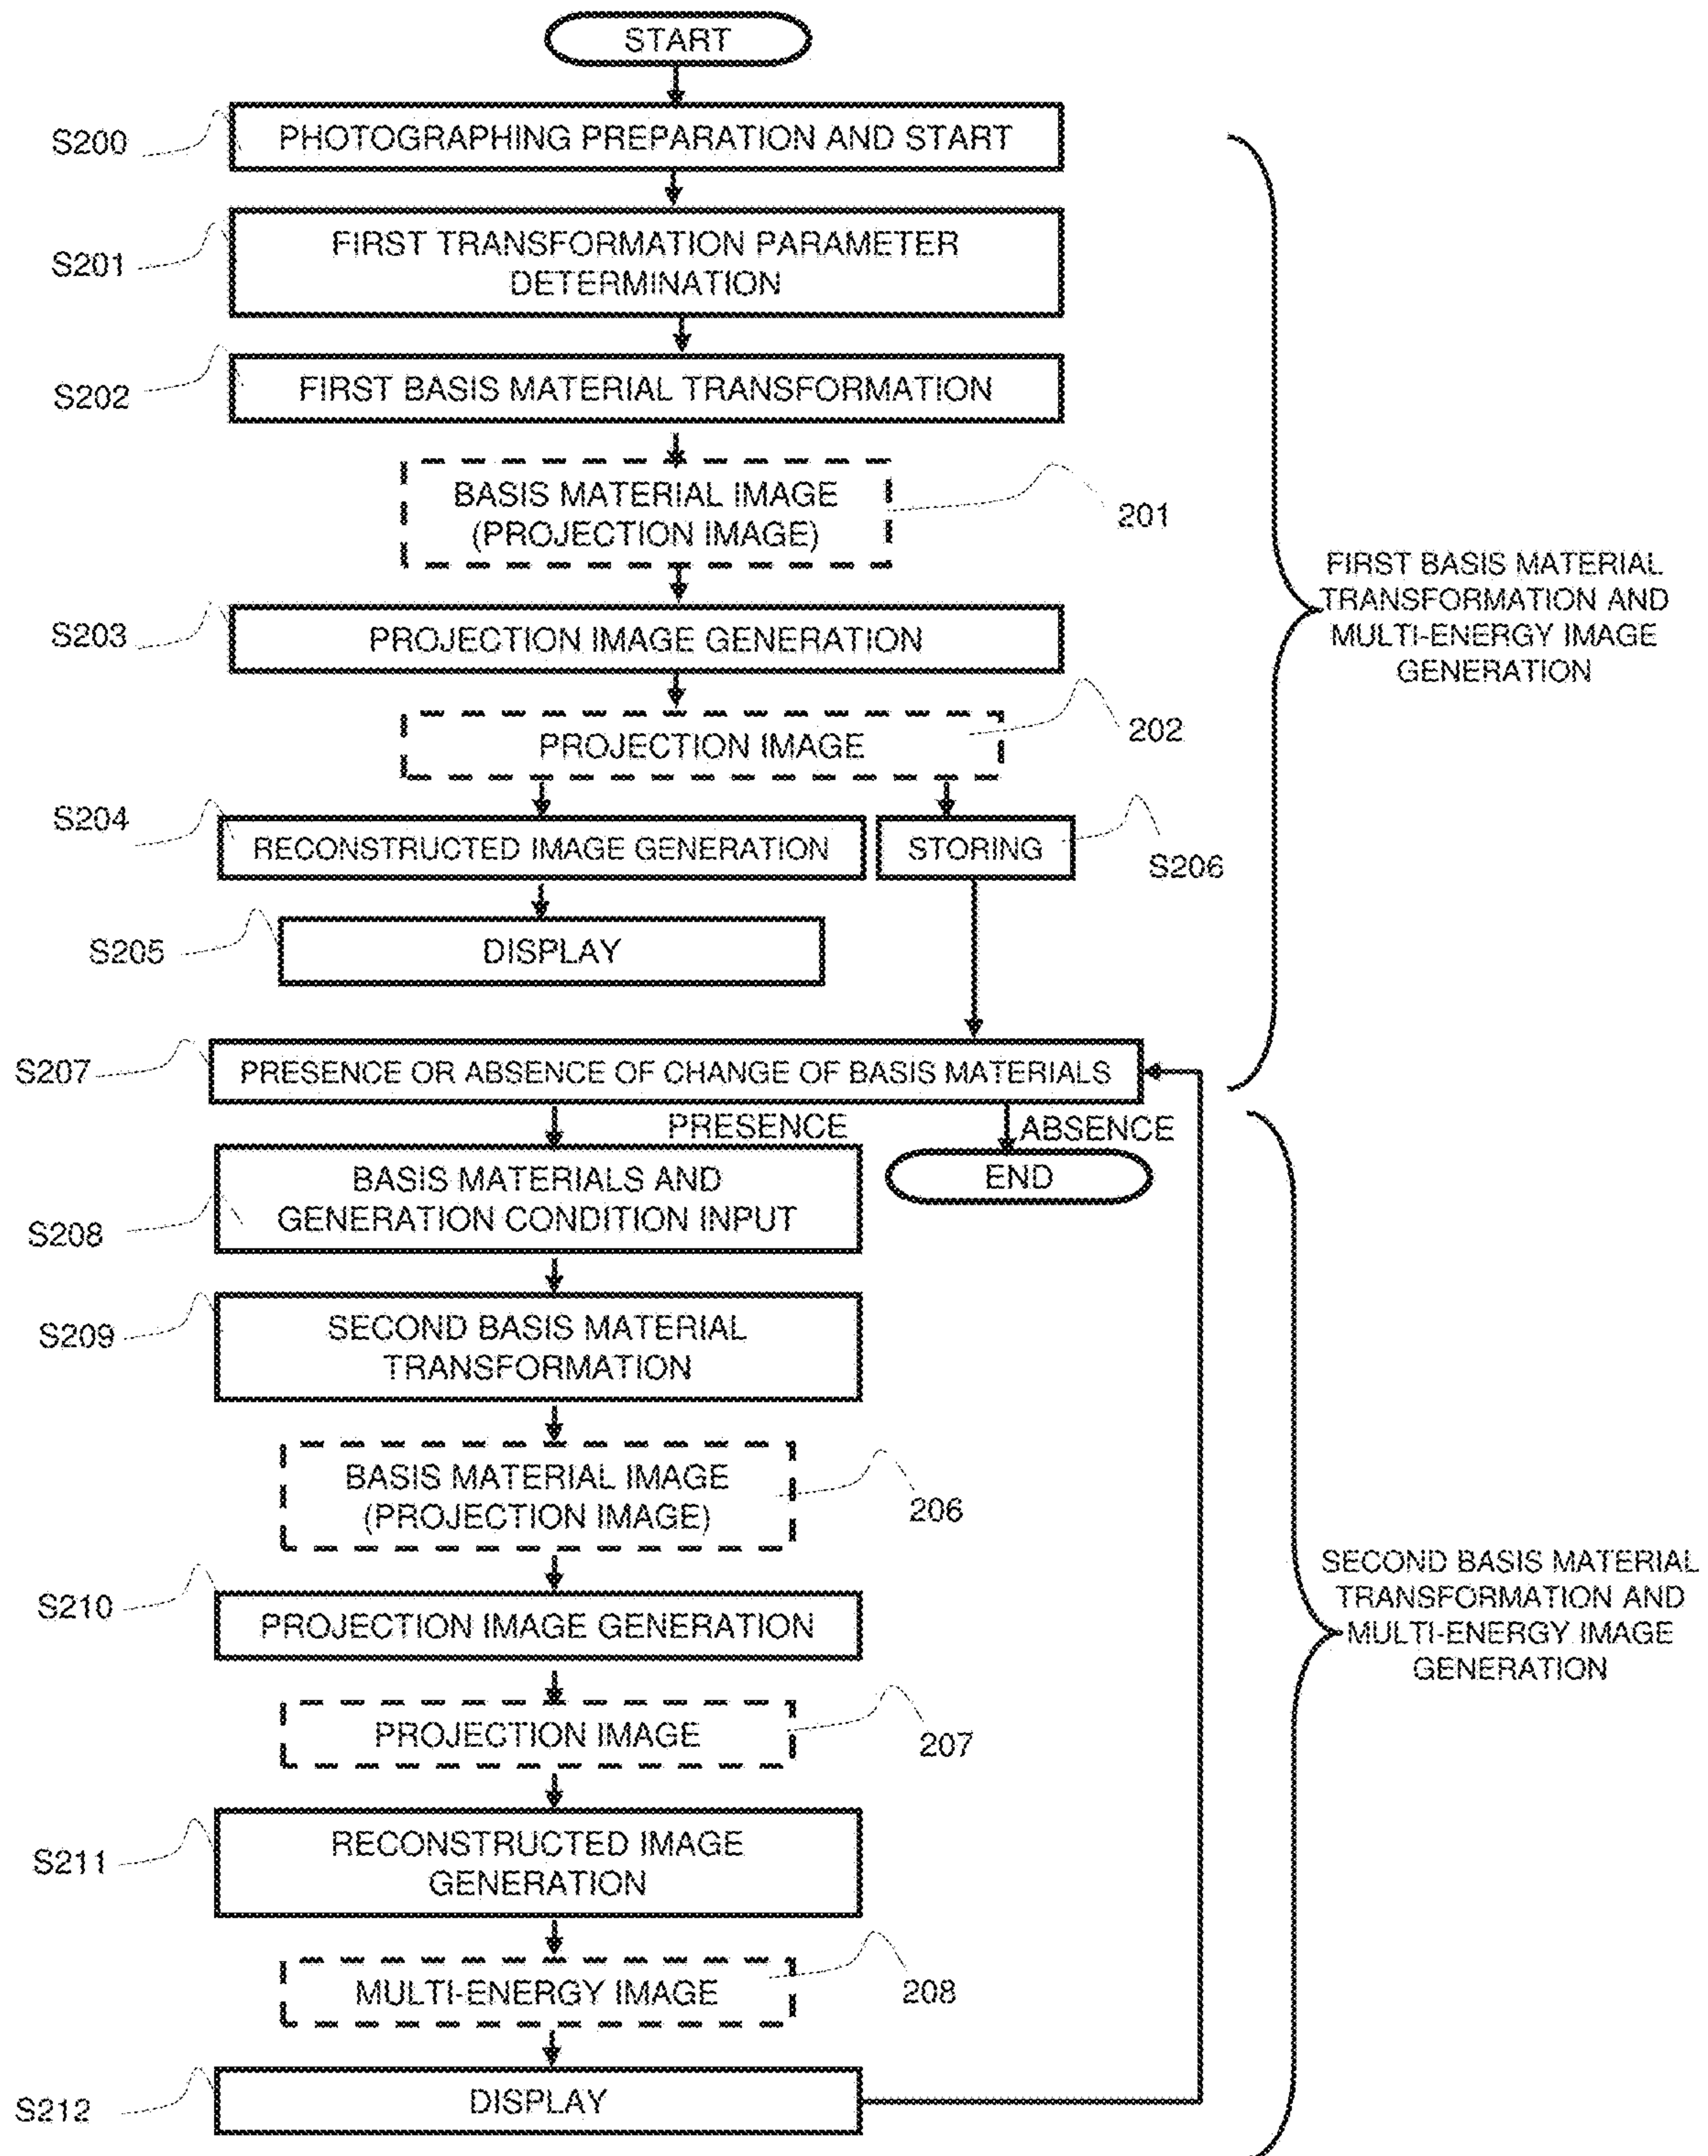 START
S200
PHOTOGRAPHING PREPARATION AND START
S201
FIRST TRANSFORMATION PARAMETER
DETERMINATION
S202
FIRST BASIS MATERIAL TRANSFORMATION
BASIS MATERIAL IMAGE
(PROJECTION IMAGE)
201
FIRST BASIS MATERIAL
TRANSFORMATION AND
MULTI-ENERGY IMAGE
GENERATION
S203
PROJECTION IMAGE GENERATION
PROJECTION IMAGE
202
S204
RECONSTRUCTED IMAGE GENERATION
STORING
S206
S205
DISPLAY
S207
PRESENCE OR ABSENCE OF CHANGE OF BASIS MATERIALS
PRESENCE
ABSENCE
END
S208
BASIS MATERIALS AND
GENERATION CONDITION INPUT
S209
SECOND BASIS MATERIAL
TRANSFORMATION
BASIS MATERIAL IMAGE
(PROJECTION IMAGE)
206
SECOND BASIS MATERIAL
TRANSFORMATION AND
MULTI-ENERGY IMAGE
GENERATION
S210
PROJECTION IMAGE GENERATION
PROJECTION IMAGE
207
S211
RECONSTRUCTED IMAGE
GENERATION
MULTI-ENERGY IMAGE
208
S212
DISPLAY